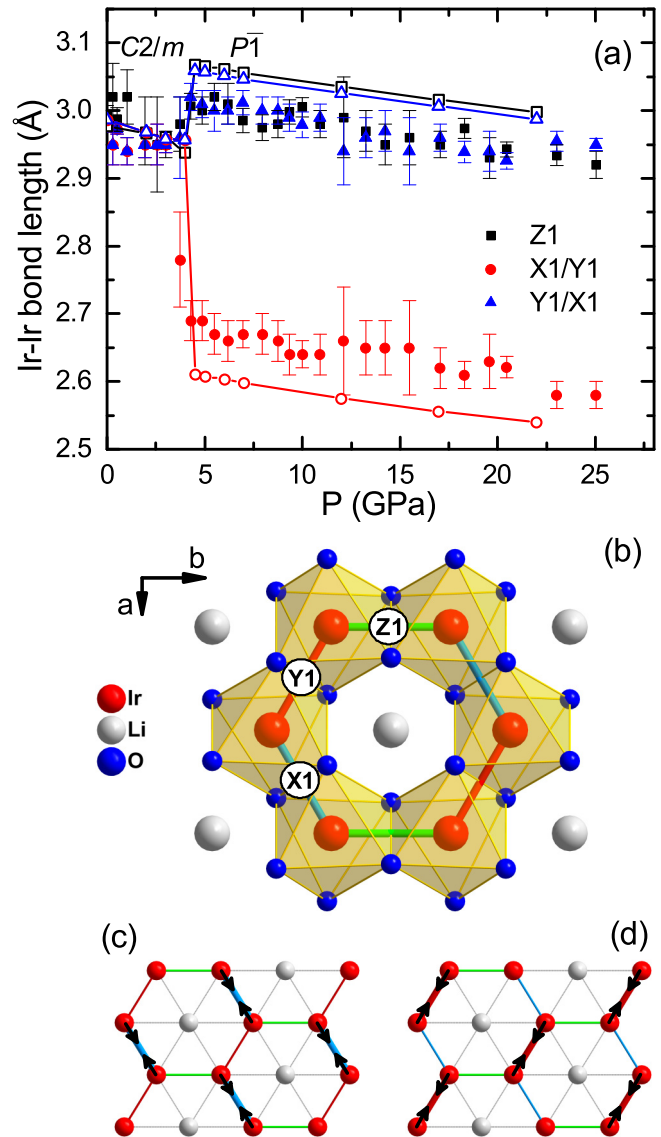 C2/m P1̅ (a)
3.1
3.0
2.9
2.8
2.7
2.6
2.5
Ir-Ir bond length (Å)
Z1
X1/Y1
Y1/X1
0 5 10 15 20 25
P (GPa)
(b)
b
a
Z1
Y1
Ir
Li
O
X1
(c) (d)